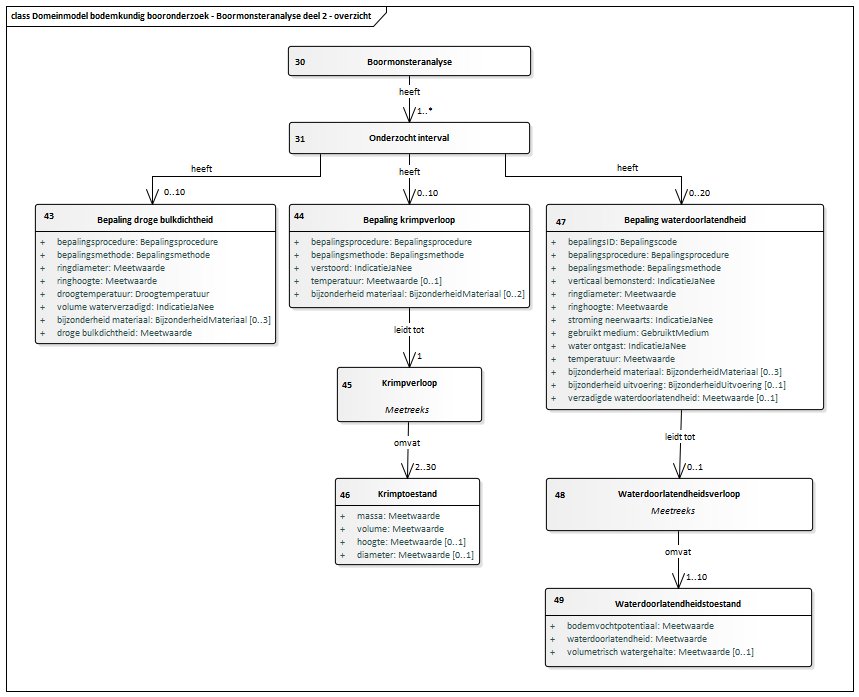 class Domeinmodel bodemkundig booronderzoek - Boormonsteranalyse deel 2 - overzicht
30 Boormonsteranalyse
heeft
1..*
31 Onderzocht interval
heeft
0..10
heeft
0..10
heeft
0..20
43 Bepaling droge bulkdichtheid
+ bepalingsprocedure: Bepalingsprocedure
+ bepalingsmethode: Bepalingsmethode
+ ringdiameter: Meetwaarde
+ ringhoogte: Meetwaarde
+ droogtemperatuur: Droogtemperatuur
+ volume waterverzadigd: IndicatieJaNee
+ bijzonderheid materiaal: BijzonderheidMateriaal [0..3]
+ droge bulkdichtheid: Meetwaarde
44 Bepaling krimpverloop
+ bepalingsprocedure: Bepalingsprocedure
+ bepalingsmethode: Bepalingsmethode
+ verstoord: IndicatieJaNee
+ temperatuur: Meetwaarde [0..1]
+ bijzonderheid materiaal: BijzonderheidMateriaal [0..2]
leidt tot
1
45 Krimpverloop
Meetreeks
omvat
2..30
46 Krimptoestand
+ massa: Meetwaarde
+ volume: Meetwaarde
+ hoogte: Meetwaarde [0..1]
+ diameter: Meetwaarde [0..1]
47 Bepaling waterdoorlatendheid
+ bepalingsID: Bepalingscode
+ bepalingsprocedure: Bepalingsprocedure
+ bepalingsmethode: Bepalingsmethode
+ verticaal bemonsterd: IndicatieJaNee
+ ringdiameter: Meetwaarde
+ ringhoogte: Meetwaarde
+ stroming neerwaarts: IndicatieJaNee
+ gebruikt medium: GebruiktMedium
+ water ontgast: IndicatieJaNee
+ temperatuur: Meetwaarde
+ bijzonderheid materiaal: BijzonderheidMateriaal [0..3]
+ bijzonderheid uitvoering: BijzonderheidUitvoering [0..1]
+ verzadigde waterdoorlatendheid: Meetwaarde [0..1]
leidt tot
0..1
48 Waterdoorlatendheidsverloop
Meetreeks
omvat
1..10
49 Waterdoorlatendheidstoestand
+ bodemvochtpotentiaal: Meetwaarde
+ waterdoorlatendheid: Meetwaarde
+ volumetrisch watergehalte: Meetwaarde [0..1]